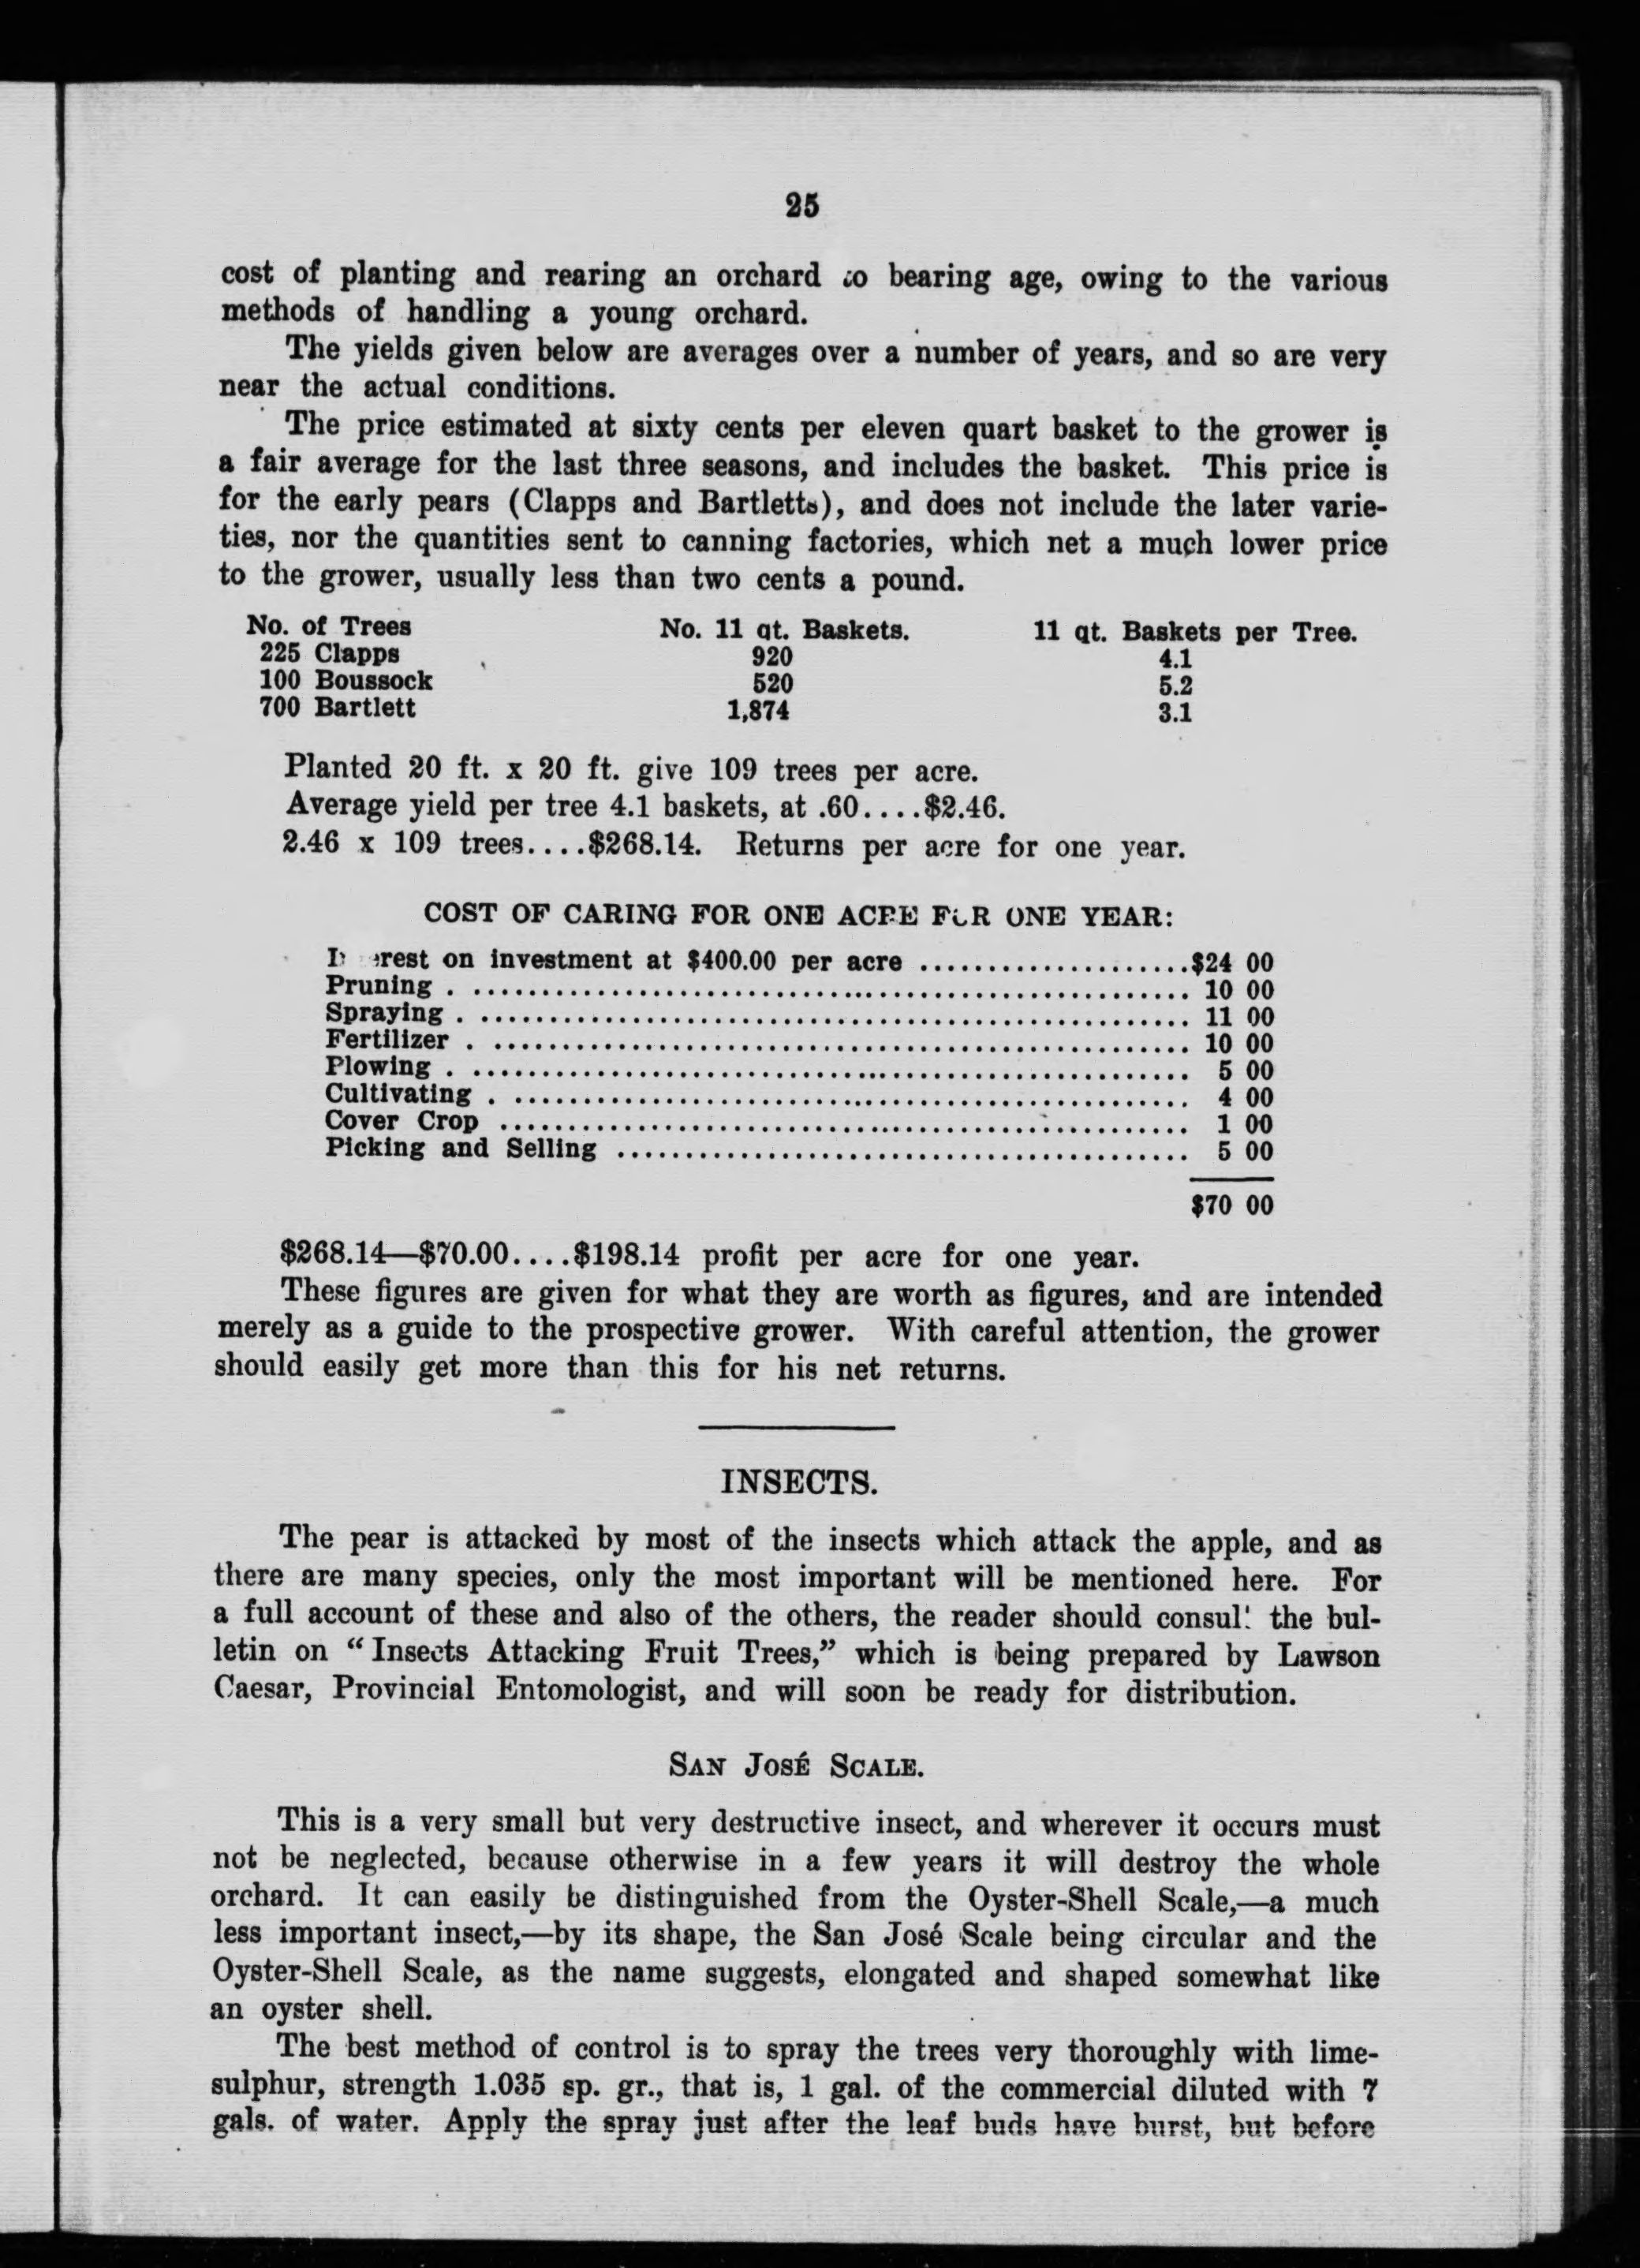 25
cost of planting and rearing an orchard to bearing age, owing to the various
methods of handling a young orchard.
The yields given below are averages over a number of years, and so are very
near the actual conditions.
The price estimated at sixty cents per eleven quart basket to the grower is
a fair average for the last three seasons, and includes the basket. This price is
for the early pears (Clapps and Bartletts), and does not include the later varie-
ties, nor the quantities sent to canning factories, which net a much lower price
to the grower, usually less than two cents a pound.
No. of Trees No. 11 qt. Baskets. 11 qt. Baskets per Tree.
225 Clapps 920 4.1
100 Boussock 520 5.2
700 Bartlett 1,874 3.1
Planted 20 ft. x 20 ft. give 109 trees per acre.
Average yield per tree 4.1 baskets, at .60....$2.46.
2.46 x 109 trees....$268.14. Returns per acre for one year.
COST OF CARING FOR ONE ACRE FOR ONE YEAR:
Interest on investment at $400.00 per acre ....................$24 00
Pruning . ..................................................... 10 00
Spraying . .................................................... 11 00
Fertilizer . ................................................... 10 00
Plowing . ..................................................... 5 00
Cultivating . .................................................. 4 00
Cover Crop ................................................... 1 00
Picking and Selling .......................................... 5 00
$70 00
$268.14—$70.00....$198.14 profit per acre for one year.
These figures are given for what they are worth as figures, and are intended
merely as a guide to the prospective grower. With careful attention, the grower
should easily get more than this for his net returns.
INSECTS.
The pear is attacked by most of the insects which attack the apple, and as
there are many species, only the most important will be mentioned here. For
a full account of these and also of the others, the reader should consult the bul-
letin on "Insects Attacking Fruit Trees," which is being prepared by Lawson
Caesar, Provincial Entomologist, and will soon be ready for distribution.
SAN JOSÉ SCALE.
This is a very small but very destructive insect, and wherever it occurs must
not be neglected, because otherwise in a few years it will destroy the whole
orchard. It can easily be distinguished from the Oyster-Shell Scale,—a much
less important insect,—by its shape, the San José Scale being circular and the
Oyster-Shell Scale, as the name suggests, elongated and shaped somewhat like
an oyster shell.
The best method of control is to spray the trees very thoroughly with lime-
sulphur, strength 1.035 sp. gr., that is, 1 gal. of the commercial diluted with 7
gals. of water. Apply the spray just after the leaf buds have burst, but before